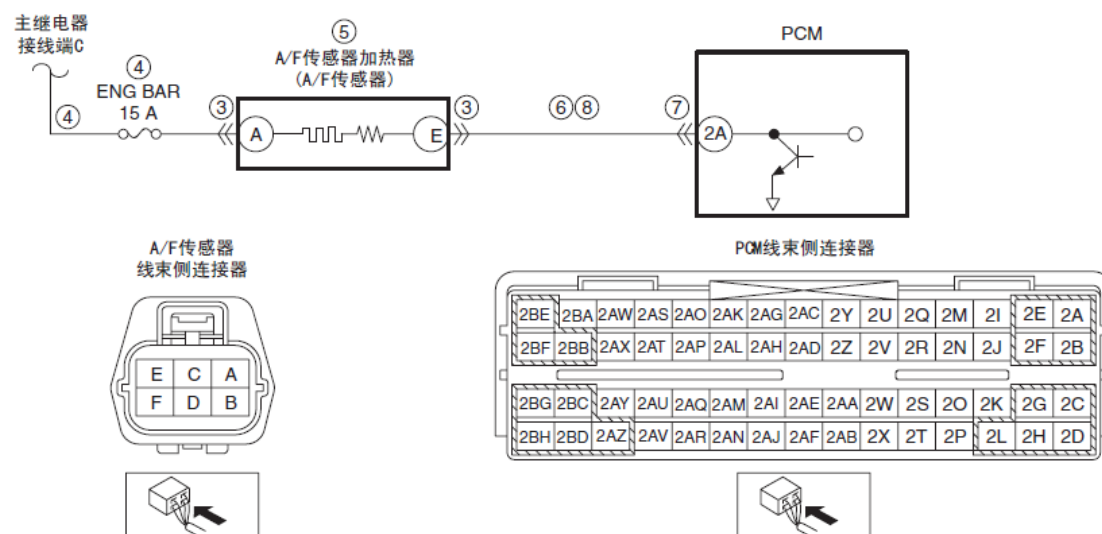 主继电器
接线端C
④
ENG BAR
15 A
④
③
⑤
A/F传感器加热器
(A/F传感器)
A
E
③
⑥⑧
⑦
PCM
2A
A/F传感器
线束侧连接器
E C A
F D B
PCM线束侧连接器
2BE 2BA 2AW 2AS 2AO 2AK 2AG 2AC 2Y 2U 2Q 2M 2I 2E 2A
2BF 2BB 2AX 2AT 2AP 2AL 2AH 2AD 2Z 2V 2R 2N 2J 2F 2B
2BG 2BC 2AY 2AU 2AQ 2AM 2AI 2AE 2AA 2W 2S 2O 2K 2G 2C
2BH 2BD 2AZ 2AV 2AR 2AN 2AJ 2AF 2AB 2X 2T 2P 2L 2H 2D